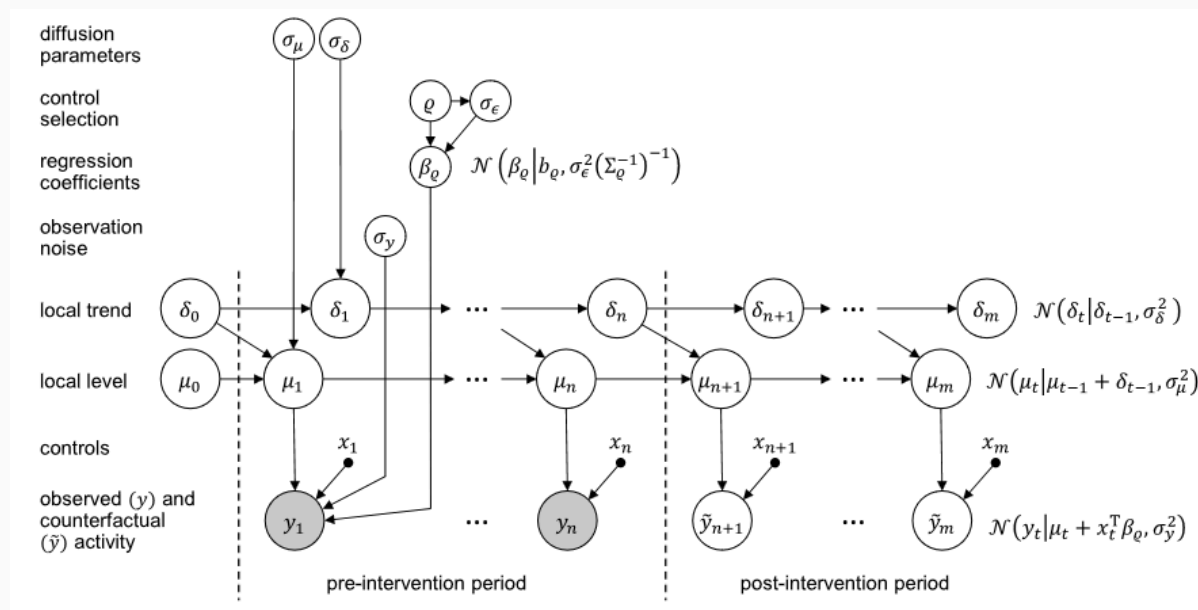 diffusion
parameters
σ_μ σ_δ
control
selection
ϱ σ_ϵ
regression
coefficients
β_ϱ 𝒩(β_ϱ|b_ϱ, σ_ϵ^2(Σ_ϱ^{-1})^{-1})
observation
noise
σ_y
local trend δ_0 δ_1 ... δ_n δ_{n+1} ... δ_m 𝒩(δ_t|δ_{t-1}, σ_δ^2)
local level μ_0 μ_1 ... μ_n μ_{n+1} ... μ_m 𝒩(μ_t|μ_{t-1} + δ_{t-1}, σ_μ^2)
controls x_1 x_n x_{n+1} x_m
observed (y) and
counterfactual
(ỹ) activity
y_1 ... y_n ỹ_{n+1} ... ỹ_m 𝒩(y_t|μ_t + x_t^T β_ϱ, σ_y^2)
pre-intervention period post-intervention period